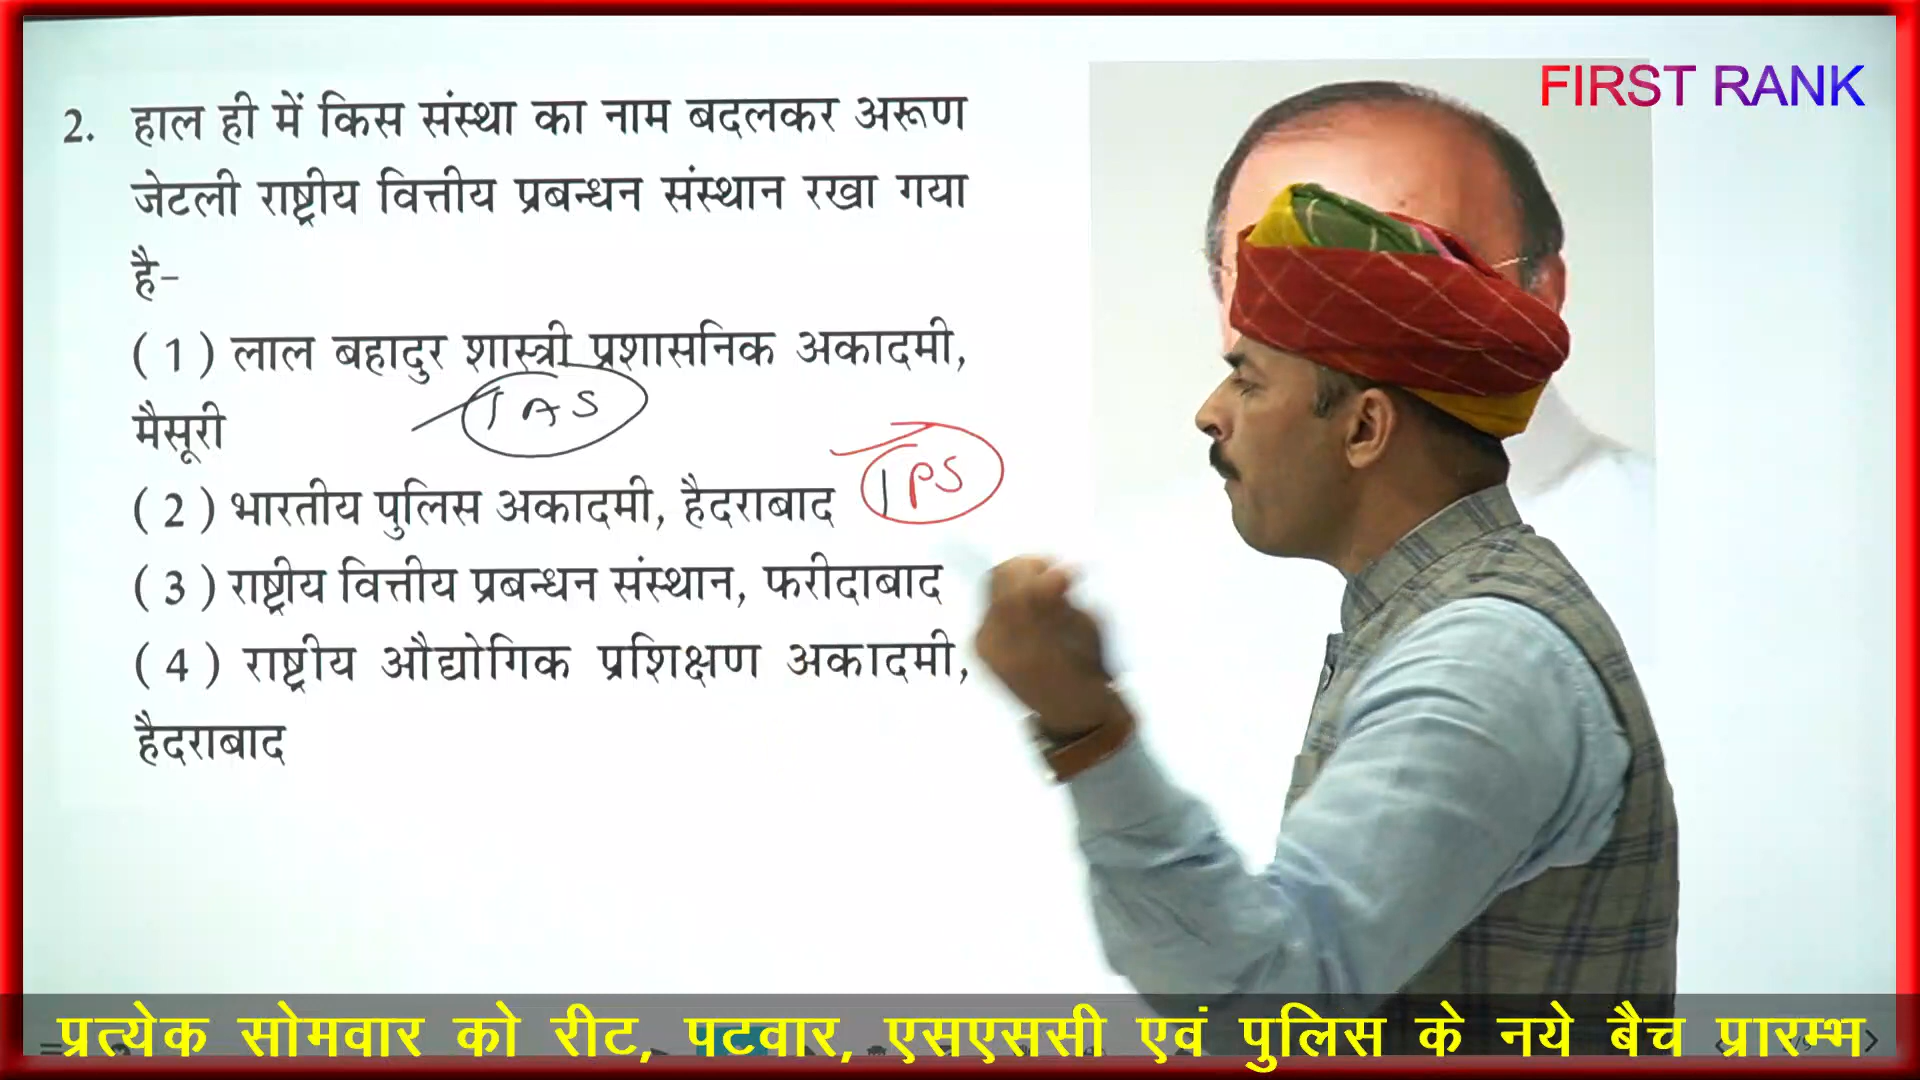 FIRST RANK
2. हाल ही में किस संस्था का नाम बदलकर अरूण
जेटली राष्ट्रीय वित्तीय प्रबन्धन संस्थान रखा गया
है-
(1) लाल बहादुर शास्त्री प्रशासनिक अकादमी,
IAS
मैसूरी
(2) भारतीय पुलिस अकादमी, हैदराबाद IPS
(3) राष्ट्रीय वित्तीय प्रबन्धन संस्थान, फरीदाबाद
(4) राष्ट्रीय औद्योगिक प्रशिक्षण अकादमी,
हैदराबाद
प्रत्येक सोमवार को रीट, पटवार, एसएससी एवं पुलिस के नये बैच प्रारम्भ